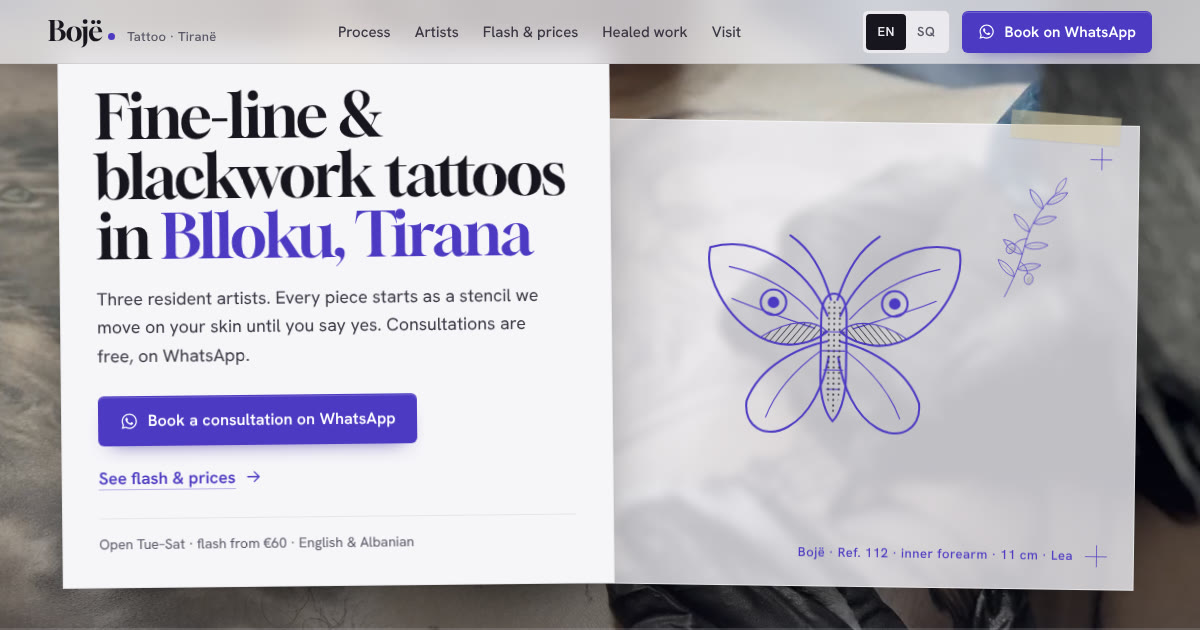 Bojë Tattoo · Tiranë
Process Artists Flash & prices Healed work Visit
EN SQ
Book on WhatsApp
Fine-line &
blackwork tattoos
in Blloku, Tirana
Three resident artists. Every piece starts as a stencil we
move on your skin until you say yes. Consultations are
free, on WhatsApp.
Book a consultation on WhatsApp
See flash & prices →
Open Tue–Sat · flash from €60 · English & Albanian
Bojë · Ref. 112 · inner forearm · 11 cm · Lea